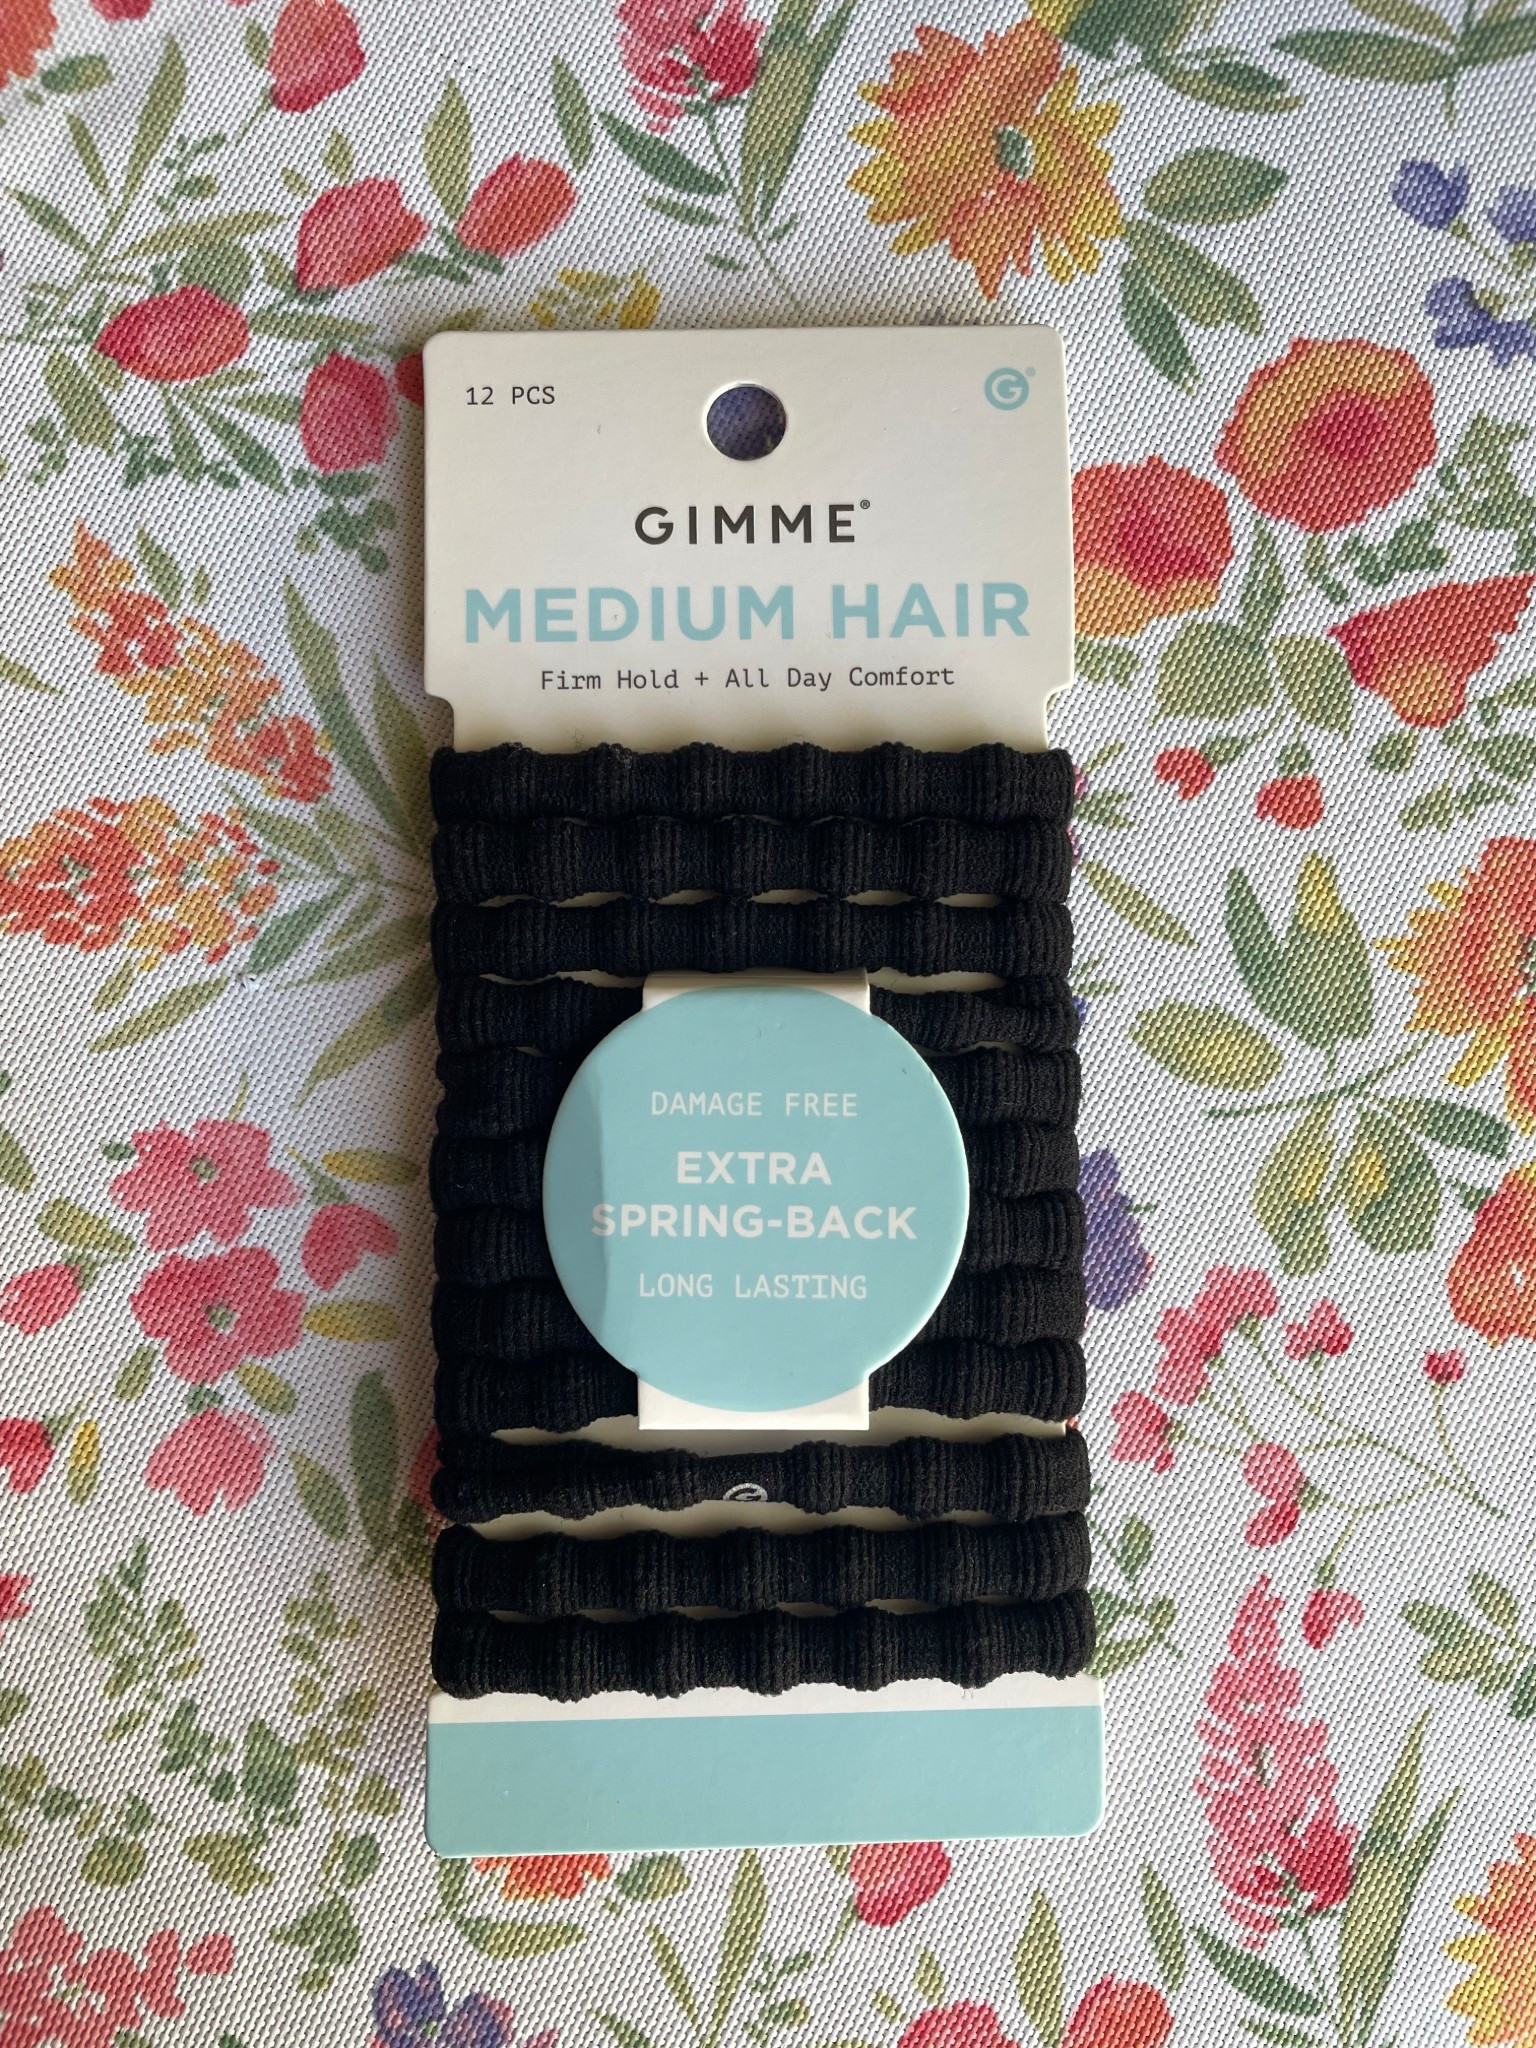 12 PCS
G®
GIMME®
MEDIUM HAIR
Firm Hold + All Day Comfort
DAMAGE FREE
EXTRA
SPRING-BACK
LONG LASTING
G